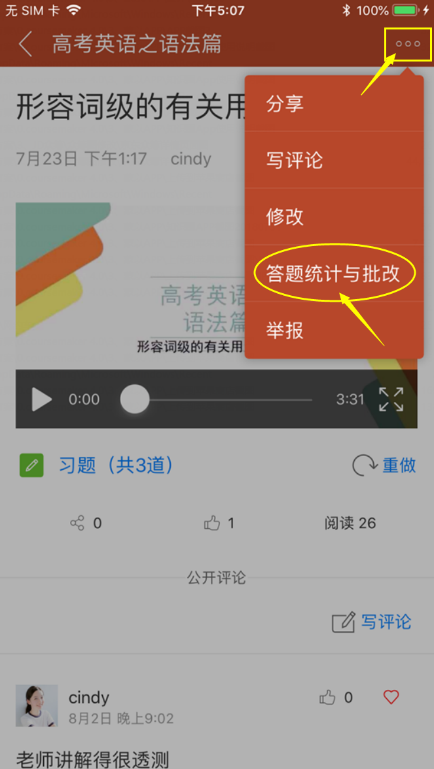 无 SIM 卡
下午5:07
100%
高考英语之语法篇
形容词级的有关用
7月23日 下午1:17 cindy
分享
写评论
修改
答题统计与批改
举报
高考英语
语法篇
形容词级的有关用
0:00
3:31
习题（共3道）
重做
0
1
阅读 26
公开评论
写评论
cindy
0
8月2日 晚上9:02
老师讲解得很透测